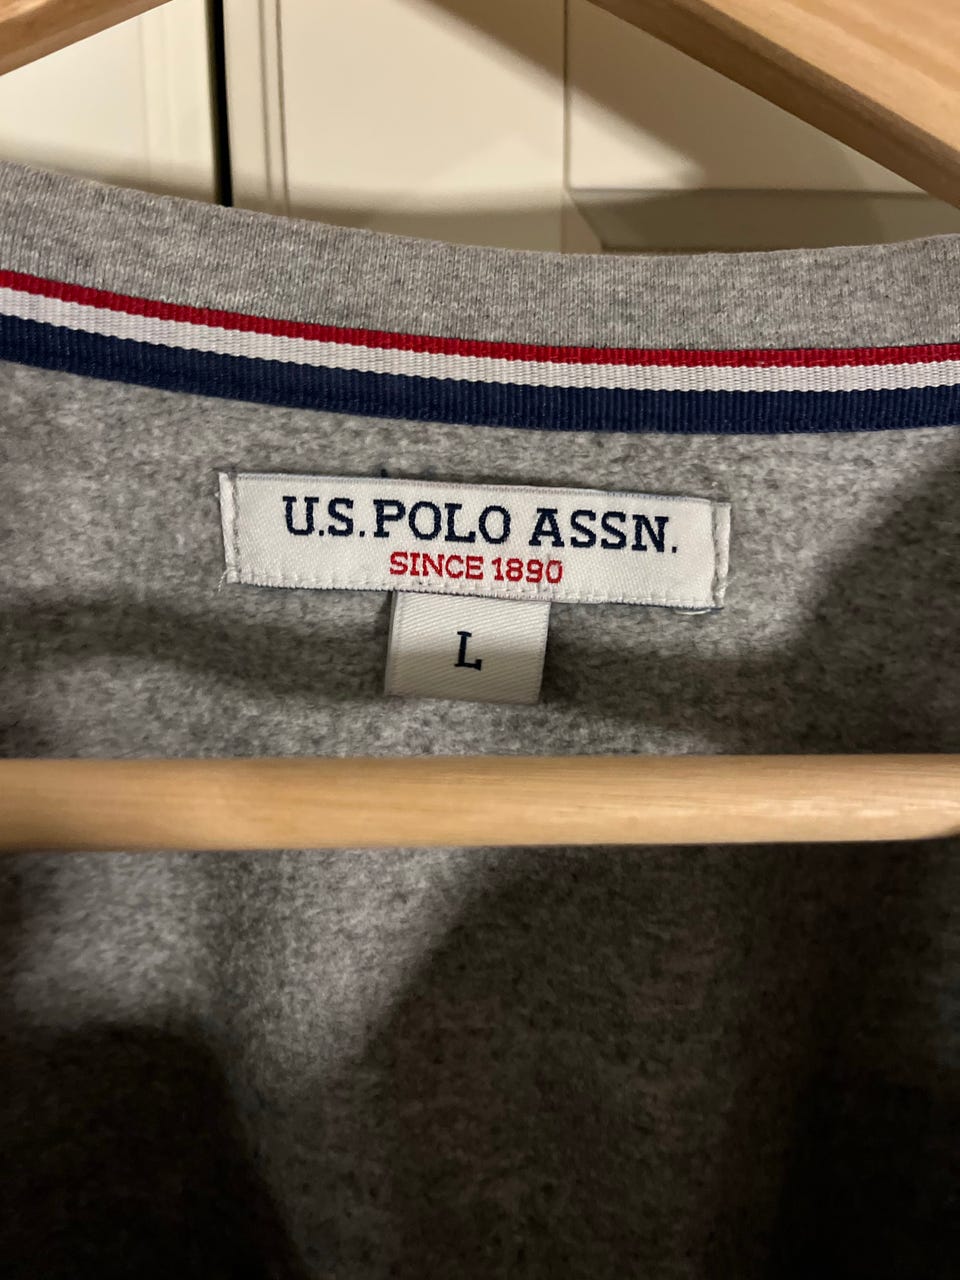 U.S. POLO ASSN.
SINCE 1890
L